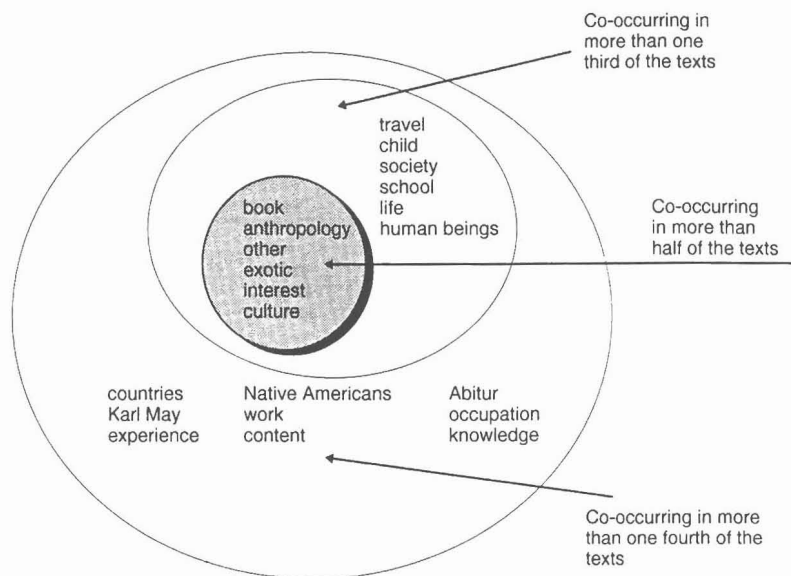 Co-occurring in
more than one
third of the texts
travel
child
society
school
life
human beings
book
anthropology
other
exotic
interest
culture
Co-occurring
in more than
half of the texts
countries
Karl May
experience
Native Americans
work
content
Abitur
occupation
knowledge
Co-occurring in more
than one fourth of the
texts